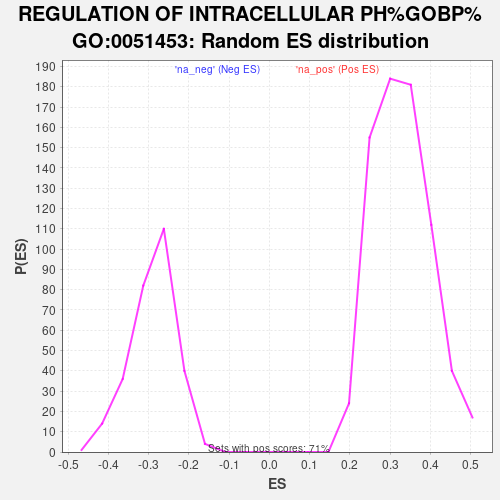 REGULATION OF INTRACELLULAR PH%GOBP%
GO:0051453: Random ES distribution
'na_neg' (Neg ES) 'na_pos' (Pos ES)
190
180
170
160
150
140
130
120
110
100
90
80
70
60
50
40
30
20
10
0
P(ES)
Sets with pos scores: 71%
-0.5 -0.4 -0.3 -0.2 -0.1 0.0 0.1 0.2 0.3 0.4 0.5
ES